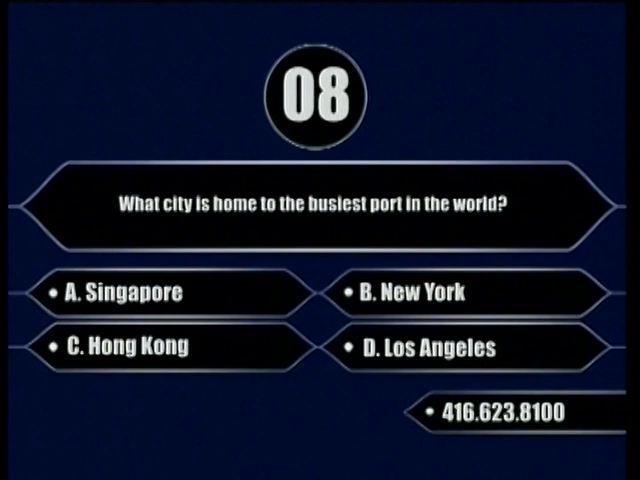 08
What city is home to the busiest port in the world?
• A. Singapore
• B. New York
• C. Hong Kong
• D. Los Angeles
• 416.623.8100